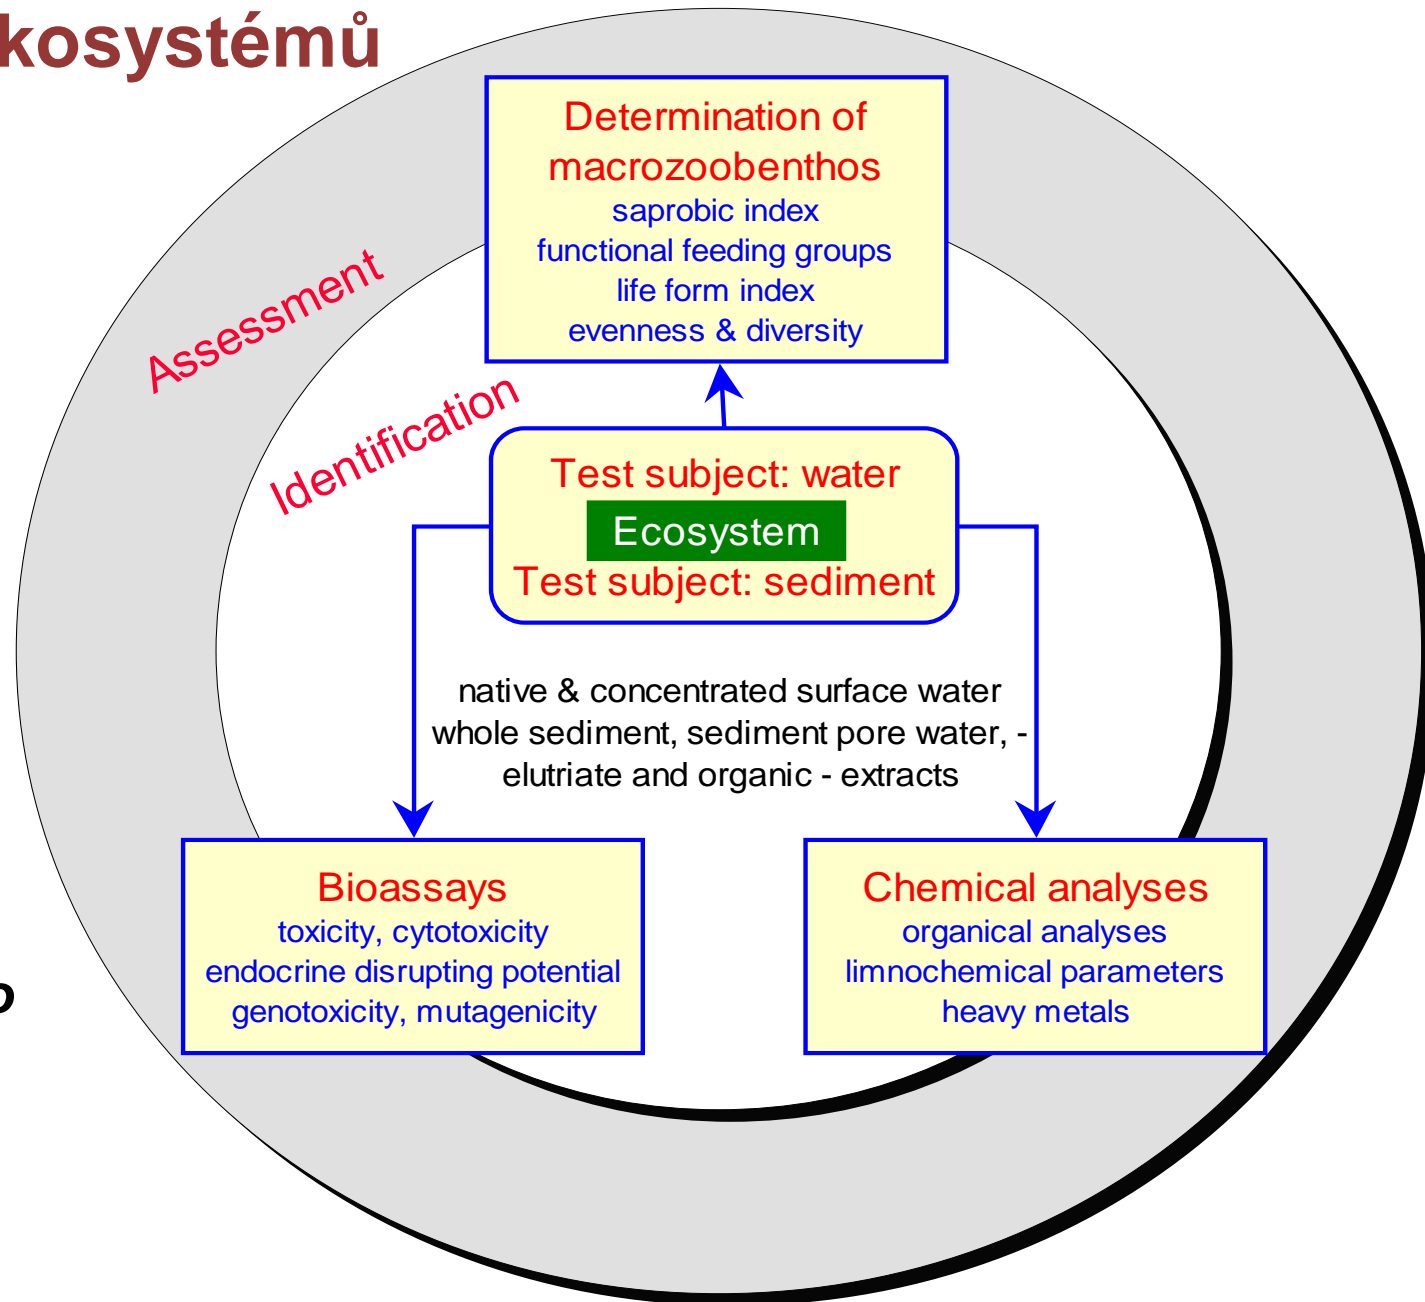 kosystémů
Determination of
macrozoobenthos
saprobic index
functional feeding groups
life form index
evenness & diversity
Assessment
Identification
Test subject: water
Ecosystem
Test subject: sediment
native & concentrated surface water
whole sediment, sediment pore water, -
elutriate and organic - extracts
Bioassays
toxicity, cytotoxicity
endocrine disrupting potential
genotoxicity, mutagenicity
Chemical analyses
organical analyses
limnochemical parameters
heavy metals